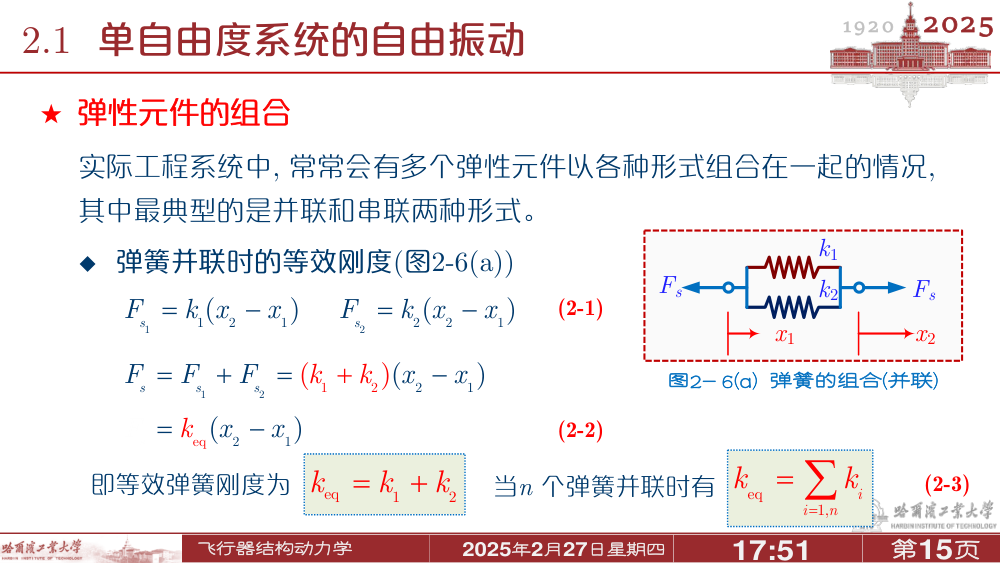 2.1 单自由度系统的自由振动
1920 2025
★ 弹性元件的组合
实际工程系统中, 常常会有多个弹性元件以各种形式组合在一起的情况,
其中最典型的是并联和串联两种形式。
◆ 弹簧并联时的等效刚度(图2-6(a))
F_{s_1} = k_1(x_2 − x_1) F_{s_2} = k_2(x_2 − x_1) (2-1)
F_s = F_{s_1} + F_{s_2} = (k_1 + k_2)(x_2 − x_1)
= k_{eq}(x_2 − x_1) (2-2)
k_1
F_s k_2 F_s
x_1 x_2
图2-6(a) 弹簧的组合(并联)
即等效弹簧刚度为 k_{eq} = k_1 + k_2 当n 个弹簧并联时有 k_{eq} = ∑_{i=1,n} k_i (2-3)
哈尔滨工业大学
HARBIN INSTITUTE OF TECHNOLOGY
哈尔滨工业大学
HARBIN INSTITUTE OF TECHNOLOGY
飞行器结构动力学 2025年2月27日星期四 17:51 第15页